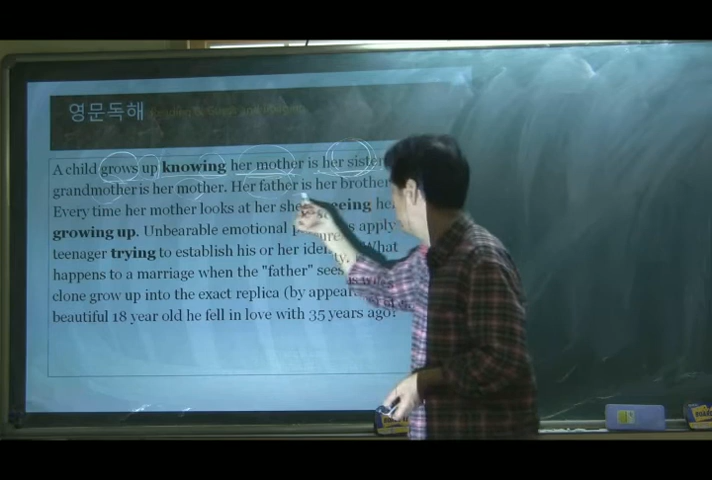 영문독해
A child grows up knowing her mother is her sister
grandmother is her mother. Her father is her brother
Every time her mother looks at her she seeing
growing up. Unbearable emotional apply
teenager trying to establish his or her What
happens to a marriage when the "father" sees
clone grow up into the exact replica (by
beautiful 18 year old he fell in love with 35 years ago?